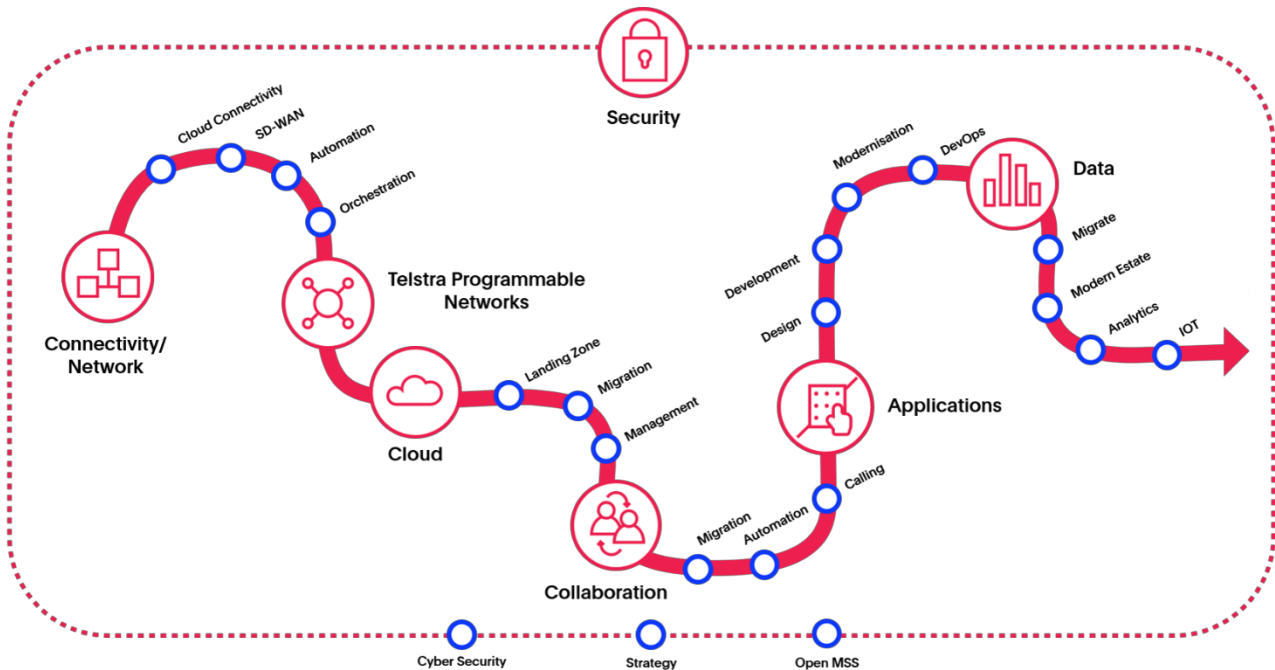 Security
Cloud Connectivity
SD-WAN
Automation
Orchestration
Connectivity/
Network
Telstra Programmable
Networks
Cloud
Landing Zone
Migration
Management
Collaboration
Migration
Automation
Calling
Applications
Design
Development
Modernisation
DevOps
Data
Migrate
Modern Estate
Analytics
IOT
Cyber Security
Strategy
Open MSS